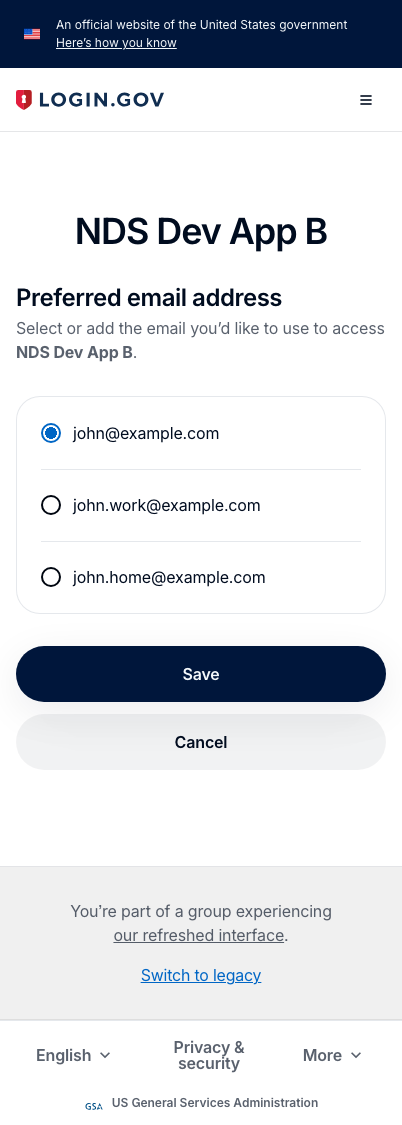 An official website of the United States government
Here’s how you know
LOGIN.GOV
NDS Dev App B
Preferred email address
Select or add the email you’d like to use to access
NDS Dev App B.
john@example.com
john.work@example.com
john.home@example.com
Save
Cancel
You’re part of a group experiencing
our refreshed interface.
Switch to legacy
English
Privacy &
security
More
GSA US General Services Administration